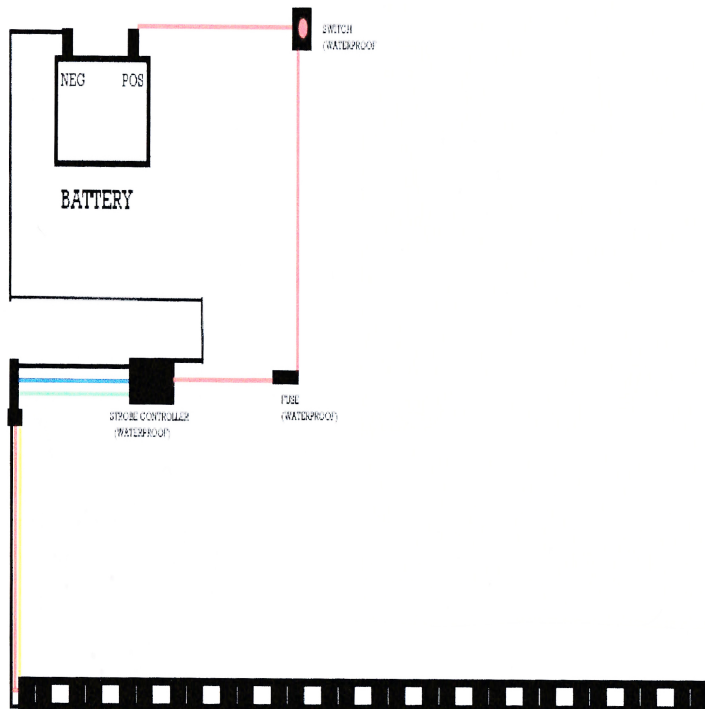 SWITCH
(WATERPROOF
NEG POS
BATTERY
STROBE CONTROLLER
(WATERPROOF)
FUSE
(WATERPROOF)